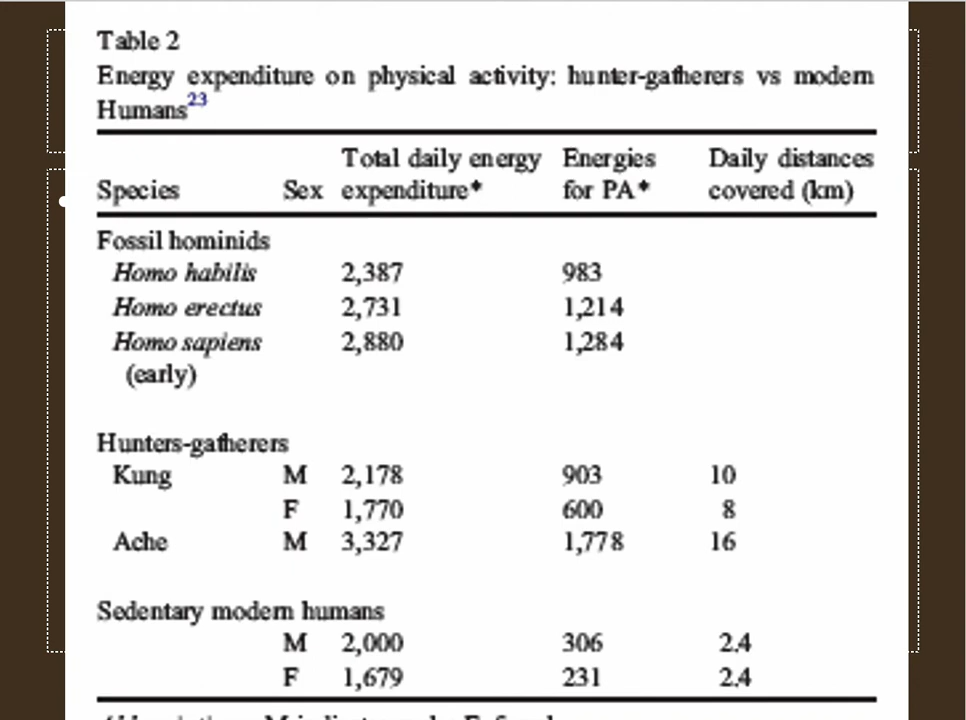 Table 2
Energy expenditure on physical activity: hunter-gatherers vs modern
Humans23
Total daily energy Energies Daily distances
Species Sex expenditure* for PA* covered (km)
Fossil hominids
Homo habilis 2,387 983
Homo erectus 2,731 1,214
Homo sapiens 2,880 1,284
(early)
Hunters-gatherers
Kung M 2,178 903 10
F 1,770 600 8
Ache M 3,327 1,778 16
Sedentary modern humans
M 2,000 306 2.4
F 1,679 231 2.4